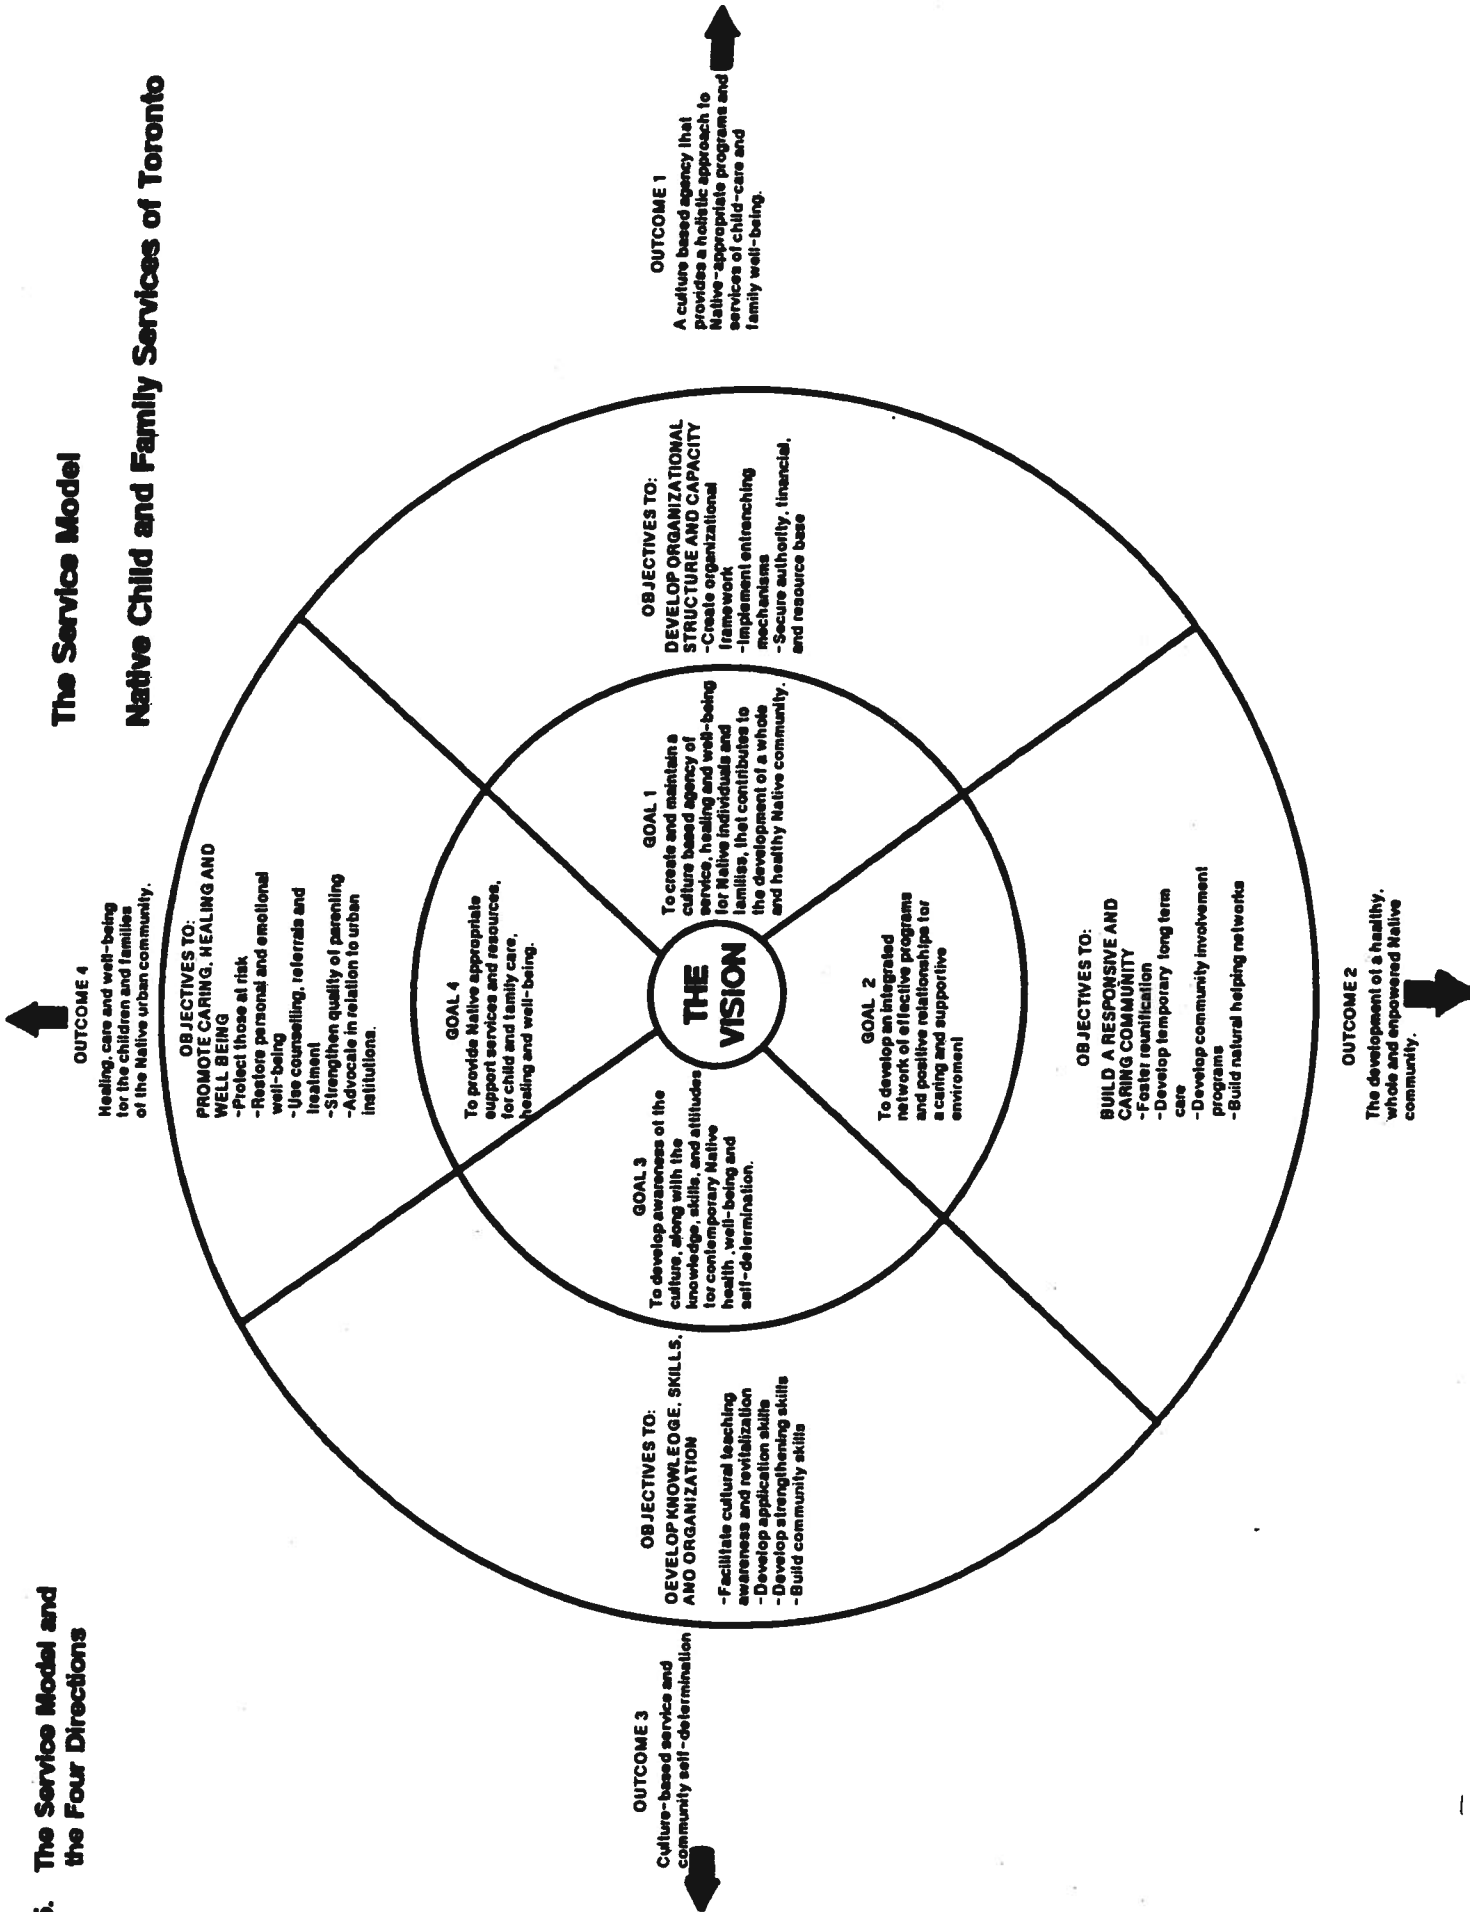 5. The Service Model and
the Four Directions
The Service Model
Native Child and Family Services of Toronto
OUTCOME 4
Healing, care and well-being
for the children and families
of the Native urban community.
OBJECTIVES TO:
PROMOTE CARING, HEALING AND
WELL BEING
-Protect those at risk
-Restore personal and emotional
well-being
-Use counselling, referrals and
treatment
-Strengthen quality of parenting
-Advocate in relation to urban
institutions.
GOAL 4
To provide Native appropriate
support services and resources,
for child and family care,
healing and well-being.
OUTCOME 3
Culture-based service and
community self-determination
OBJECTIVES TO:
DEVELOP KNOWLEDGE, SKILLS,
AND ORGANIZATION
-Facilitate cultural teaching
awareness and revitalization
-Develop application skills
-Develop strengthening skills
-Build community skills
GOAL 3
To develop awareness of the
culture, along with the
knowledge, skills, and attitudes
for contemporary Native
health, well-being and
self-determination.
THE
VISION
GOAL 1
To create and maintain a
culture based agency of
service, healing and well-being
for Native individuals and
families, that contributes to
the development of a whole
and healthy Native community.
OBJECTIVES TO:
DEVELOP ORGANIZATIONAL
STRUCTURE AND CAPACITY
-Create organizational
framework
-Implement entrenching
mechanisms
-Secure authority, financial,
and resource base
OUTCOME 1
A culture based agency that
provides a holistic approach to
Native-appropriate programs and
services of child-care and
family well-being.
GOAL 2
To develop an integrated
network of effective programs
and positive relationships for
a caring and supportive
enviroment
OBJECTIVES TO:
BUILD A RESPONSIVE AND
CARING COMMUNITY
-Foster reunification
-Develop temporary long term
care
-Develop community involvement
programs
-Build natural helping networks
OUTCOME 2
The development of a healthy,
whole and enpowered Native
community.